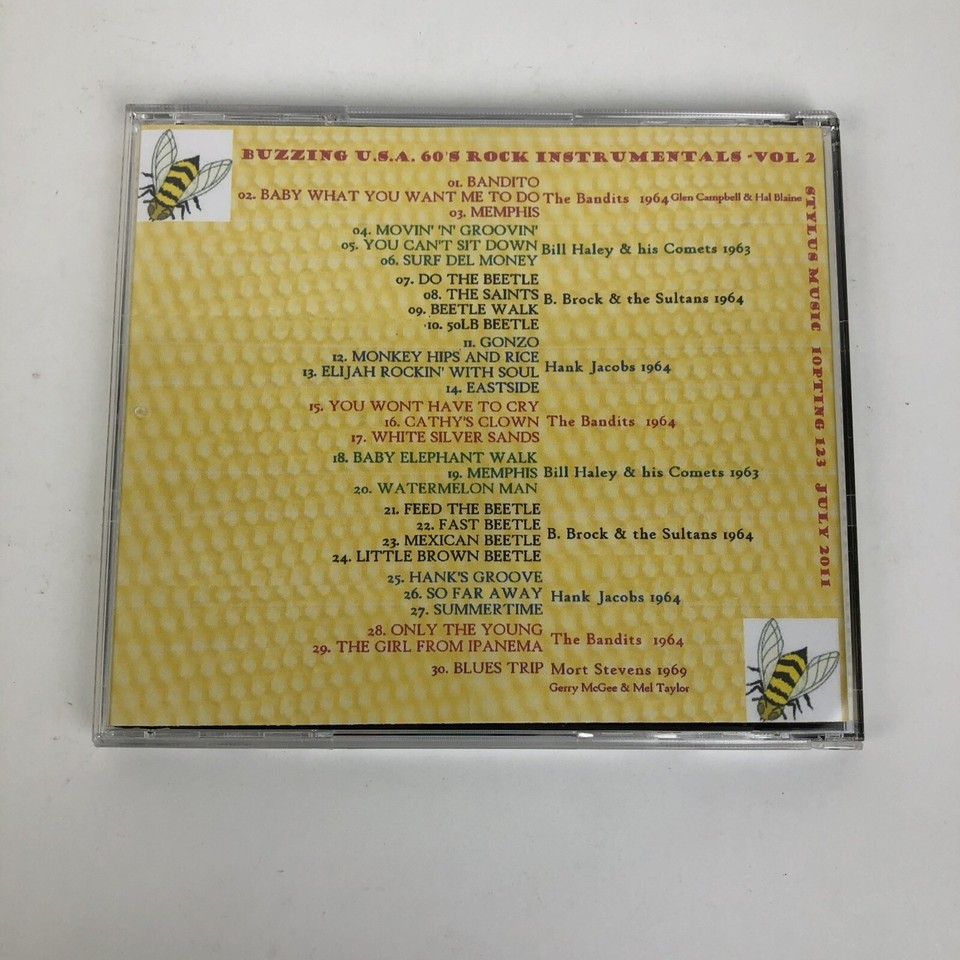 BUZZING U.S.A. 60'S ROCK INSTRUMENTALS -VOL 2
01. BANDITO
02. BABY WHAT YOU WANT ME TO DO The Bandits 1964 Glen Campbell & Hal Blaine
03. MEMPHIS
04. MOVIN' 'N' GROOVIN'
05. YOU CAN'T SIT DOWN Bill Haley & his Comets 1963
06. SURF DEL MONEY
07. DO THE BEETLE
08. THE SAINTS B. Brock & the Sultans 1964
09. BEETLE WALK
10. 50LB BEETLE
11. GONZO
12. MONKEY HIPS AND RICE
13. ELIJAH ROCKIN' WITH SOUL Hank Jacobs 1964
14. EASTSIDE
15. YOU WONT HAVE TO CRY
16. CATHY'S CLOWN The Bandits 1964
17. WHITE SILVER SANDS
18. BABY ELEPHANT WALK
19. MEMPHIS Bill Haley & his Comets 1963
20. WATERMELON MAN
21. FEED THE BEETLE
22. FAST BEETLE
23. MEXICAN BEETLE B. Brock & the Sultans 1964
24. LITTLE BROWN BEETLE
25. HANK'S GROOVE
26. SO FAR AWAY Hank Jacobs 1964
27. SUMMERTIME
28. ONLY THE YOUNG
29. THE GIRL FROM IPANEMA The Bandits 1964
30. BLUES TRIP Mort Stevens 1969
Gerry McGee & Mel Taylor
STYLUS MUSIC IOPTING 123 JULY 2011